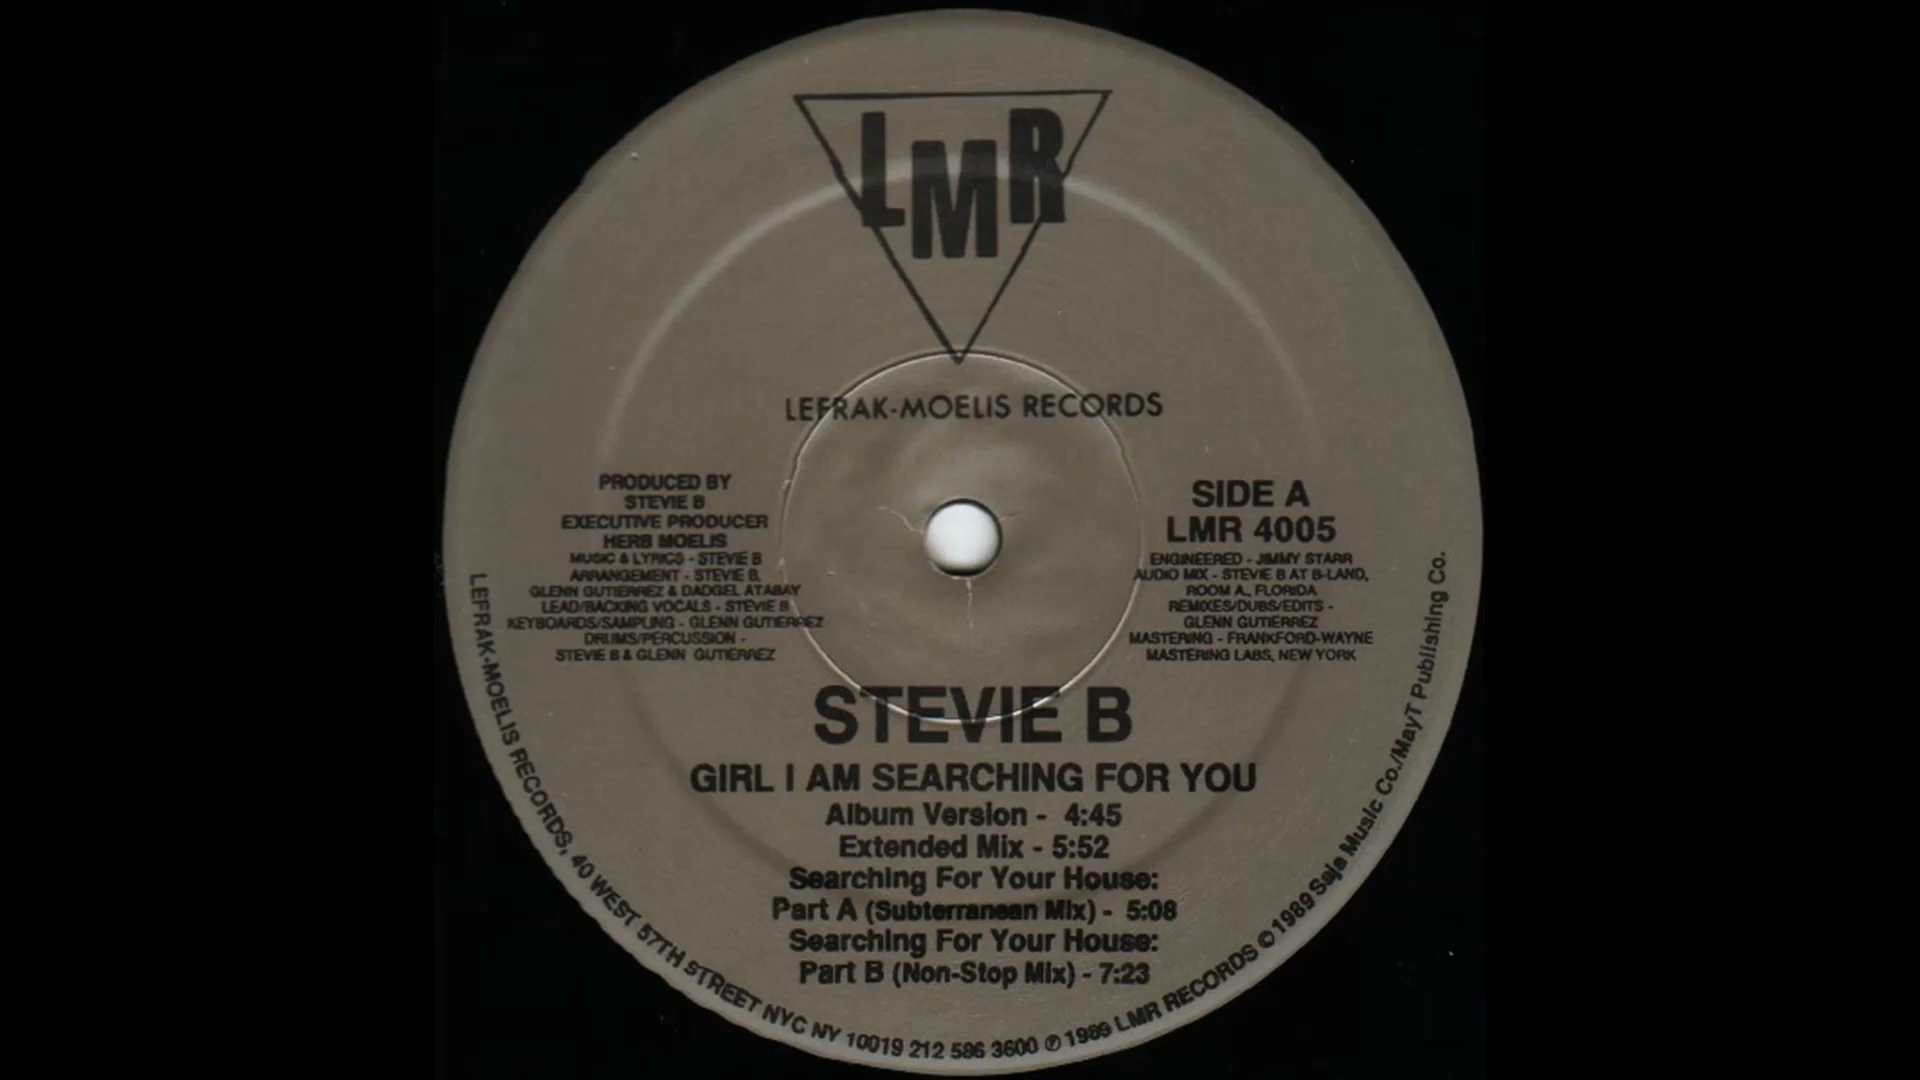 LMR
LEFRAK-MOELIS RECORDS
PRODUCED BY
STEVIE B
EXECUTIVE PRODUCER
HERB MOELIS
MUSIC & LYRICS - STEVIE B
ARRANGEMENT - STEVIE B,
GLENN GUTIERREZ & DADGEL ATABAY
LEAD/BACKING VOCALS - STEVIE B
KEYBOARDS/SAMPLING - GLENN GUTIERREZ
DRUMS/PERCUSSION -
STEVIE B & GLENN GUTIERREZ
SIDE A
LMR 4005
ENGINEERED - JIMMY STARR
AUDIO MIX - STEVIE B AT B-LAND,
ROOM A, FLORIDA
REMIXES/DUBS/EDITS -
GLENN GUTIERREZ
MASTERING - FRANKFORD-WAYNE
MASTERING LABS, NEW YORK
STEVIE B
GIRL I AM SEARCHING FOR YOU
Album Version - 4:45
Extended Mix - 5:52
Searching For Your House:
Part A (Subterranean Mix) - 5:08
Searching For Your House:
Part B (Non-Stop Mix) - 7:23
LEFRAK-MOELIS RECORDS, 40 WEST 57TH STREET NYC NY 10019 212 586 3600 ℗ 1989 LMR RECORDS © 1989 Saja Music Co./MayT Publishing Co.